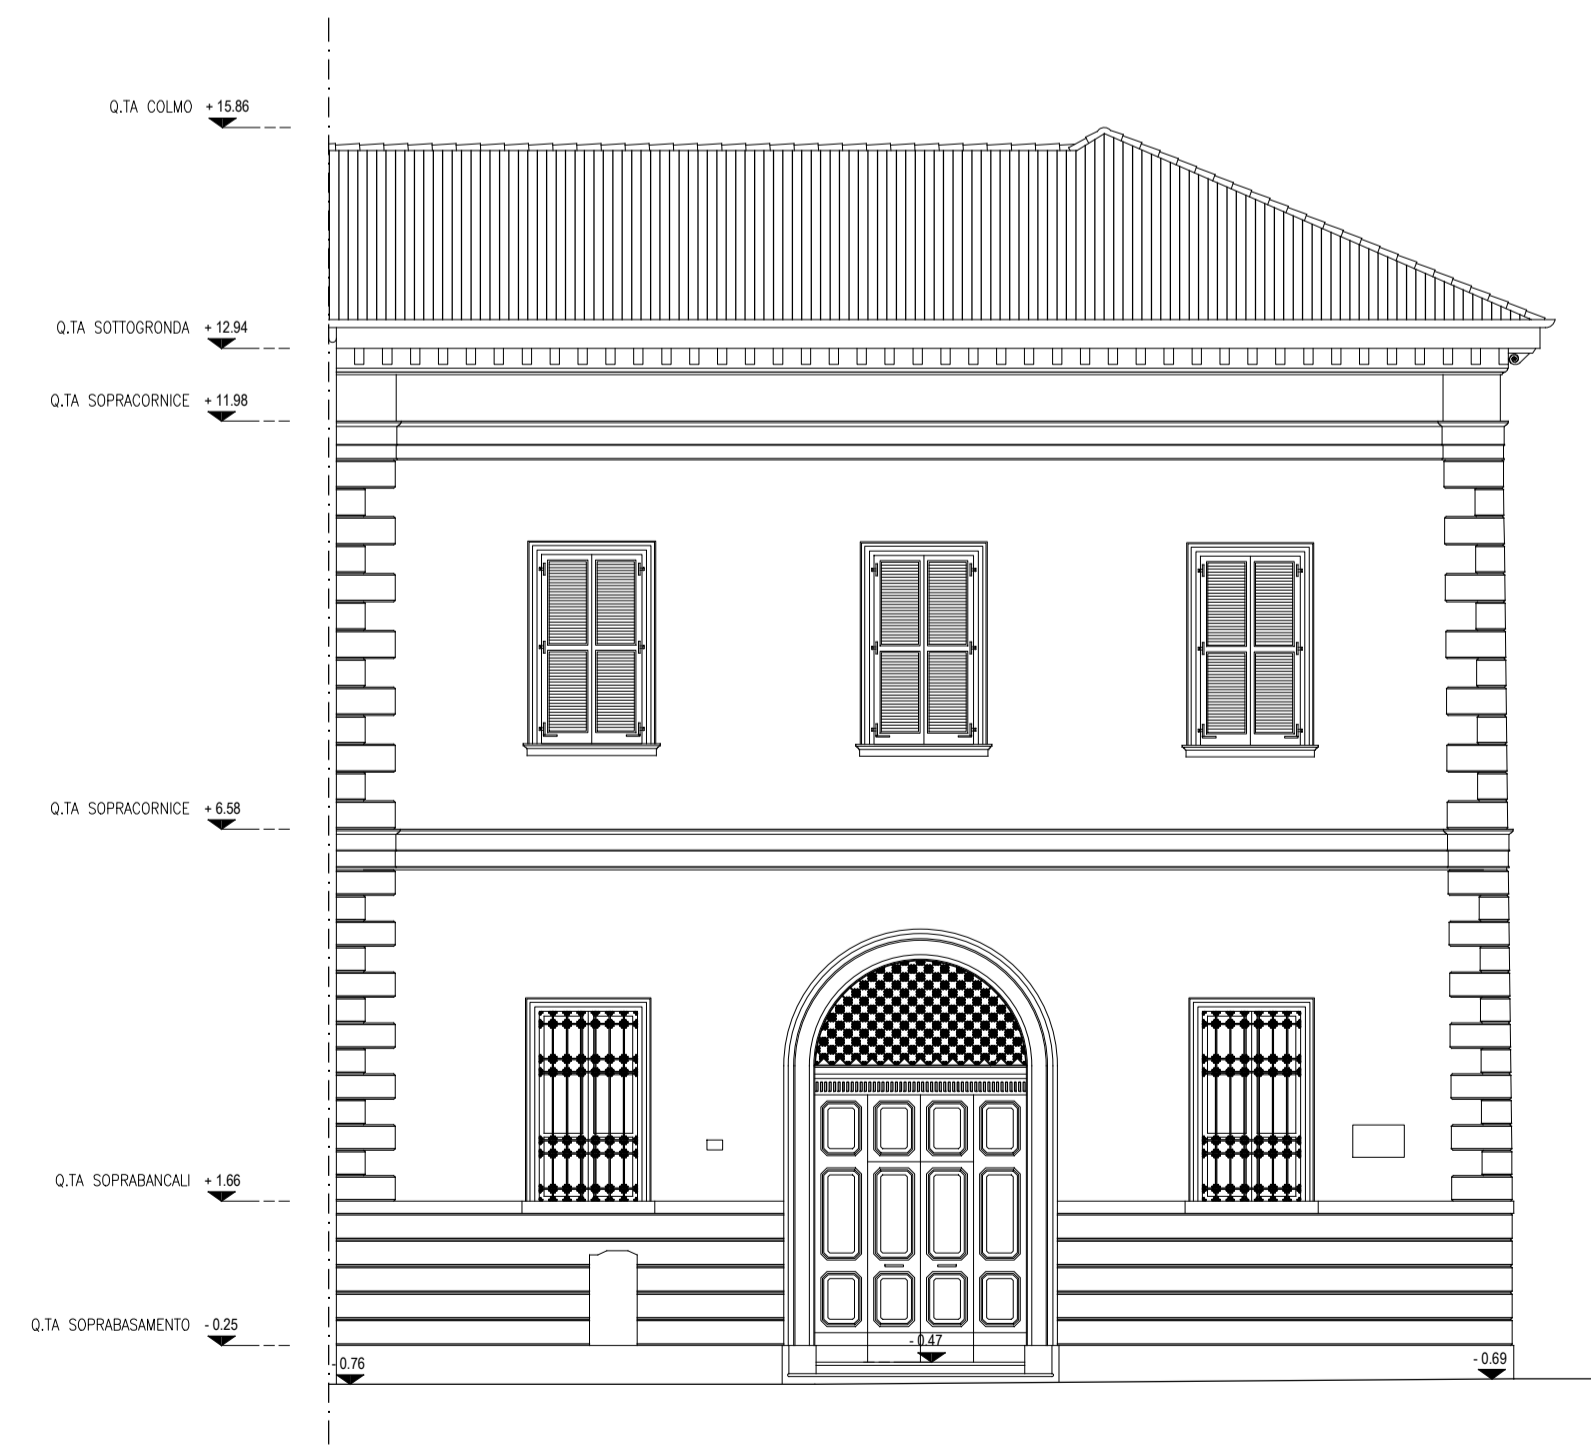 Q.TA COLMO + 15.86
Q.TA SOTTOGRONDA + 12.94
Q.TA SOPRACORNICE + 11.98
Q.TA SOPRACORNICE + 6.58
Q.TA SOPRABANCALI + 1.66
Q.TA SOPRABASAMENTO - 0.25
- 0.47
- 0.76
- 0.69